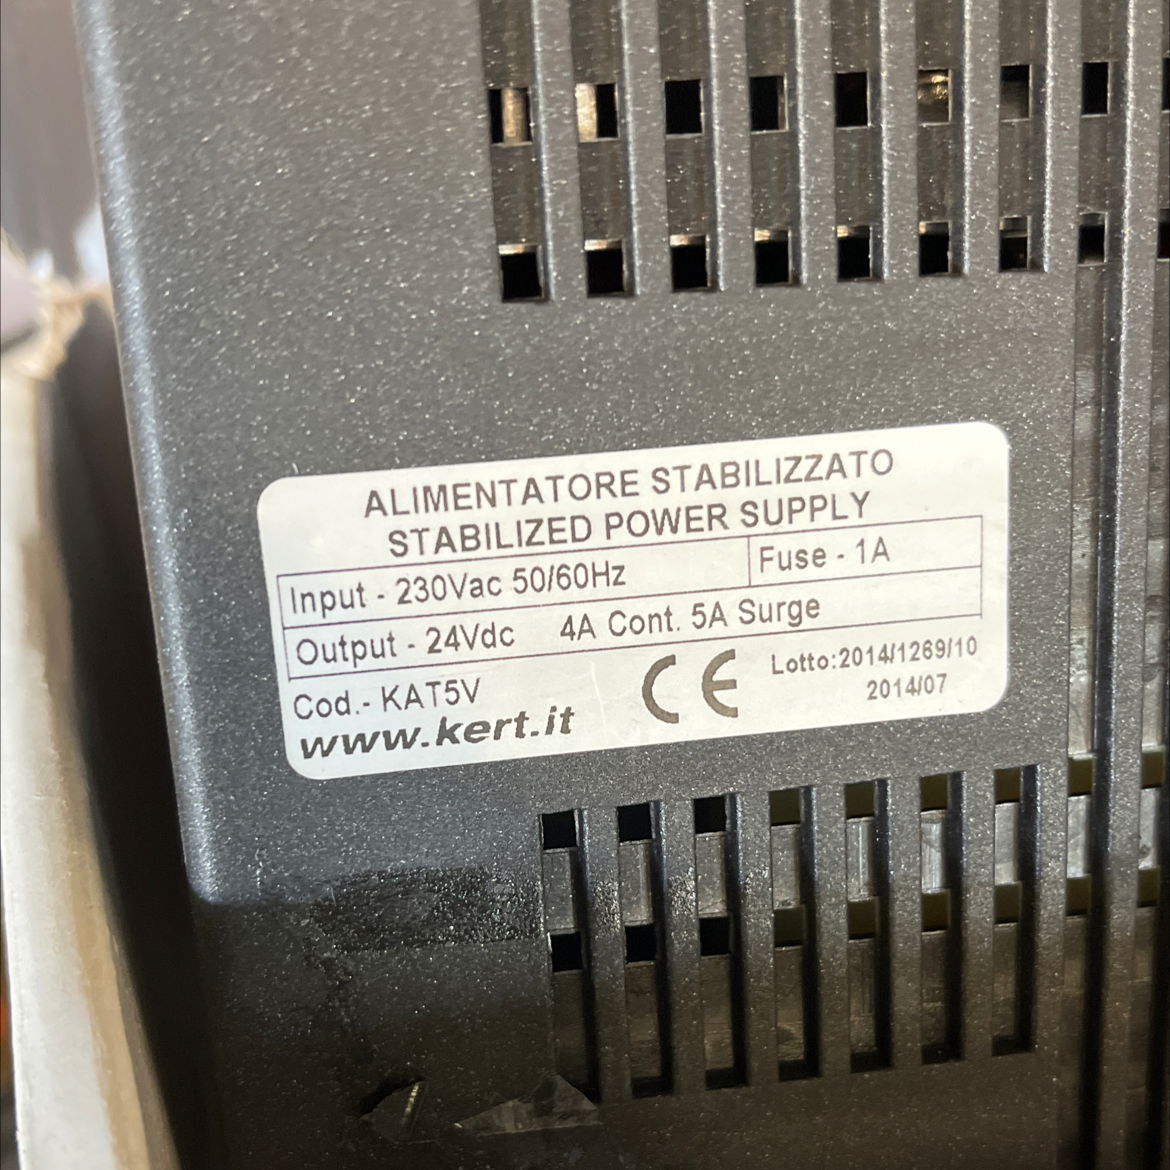 ALIMENTATORE STABILIZZATO
STABILIZED POWER SUPPLY
Input - 230Vac 50/60Hz Fuse - 1A
Output - 24Vdc 4A Cont. 5A Surge
Cod.- KAT5V CE Lotto:2014/1269/10
www.kert.it 2014/07